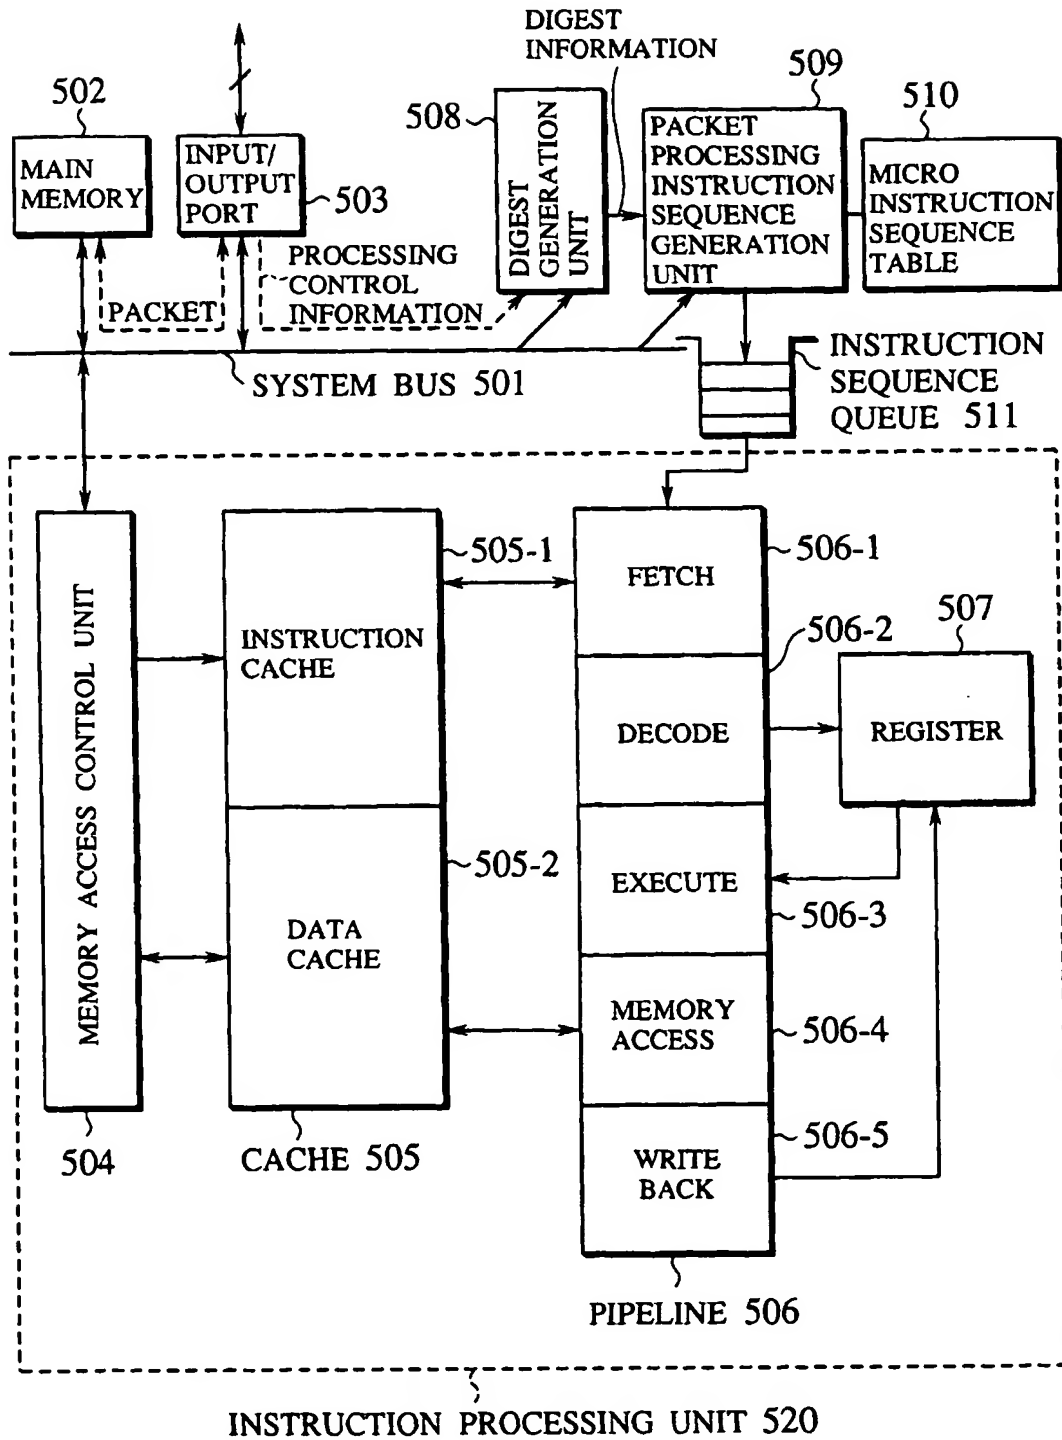 DIGEST
INFORMATION
502
508
509
510
MAIN
MEMORY
INPUT/
OUTPUT
PORT
503
DIGEST
GENERATION
UNIT
PACKET
PROCESSING
INSTRUCTION
SEQUENCE
GENERATION
UNIT
MICRO
INSTRUCTION
SEQUENCE
TABLE
PROCESSING
CONTROL
INFORMATION
PACKET
SYSTEM BUS 501
INSTRUCTION
SEQUENCE
QUEUE 511
MEMORY ACCESS CONTROL UNIT
504
INSTRUCTION
CACHE
505-1
DATA
CACHE
505-2
CACHE 505
FETCH
506-1
DECODE
506-2
EXECUTE
506-3
MEMORY
ACCESS
506-4
WRITE
BACK
506-5
PIPELINE 506
507
REGISTER
INSTRUCTION PROCESSING UNIT 520